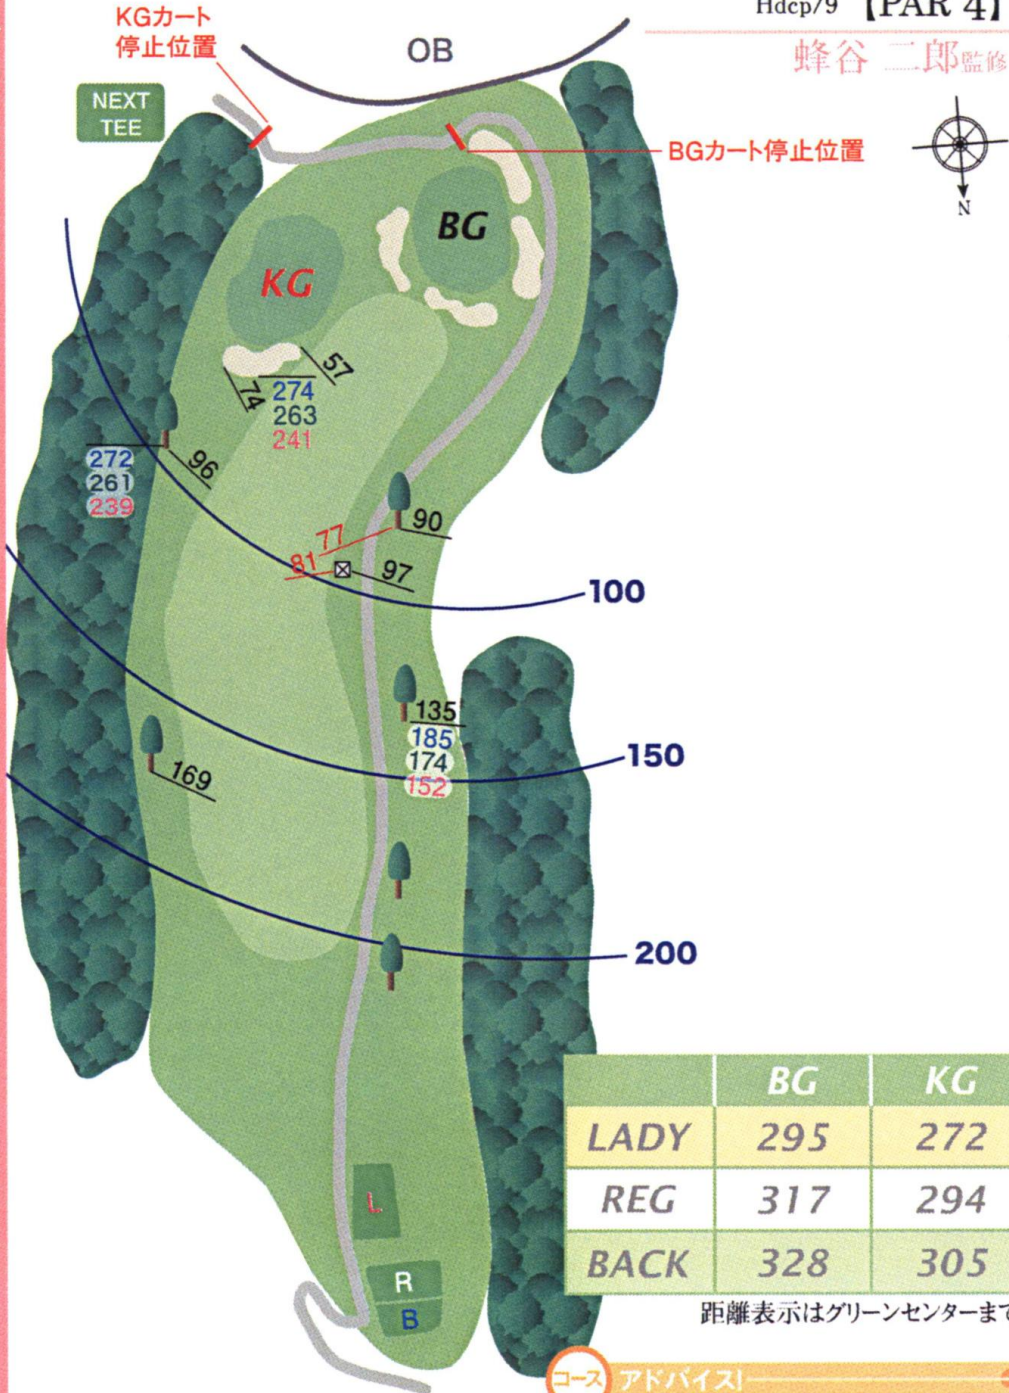 KGカート
停止位置
Hdcp/9 【PAR 4】
OB
蜂谷 二郎監修
NEXT
TEE
BGカート停止位置
N
BG
KG
57
74
274
263
241
272
261
239
96
90
77
81
97
100
135
185
174
152
150
169
200
BG KG
LADY 295 272
REG 317 294
BACK 328 305
L
R
B
距離表示はグリーンセンターまで
コース アドバイス!